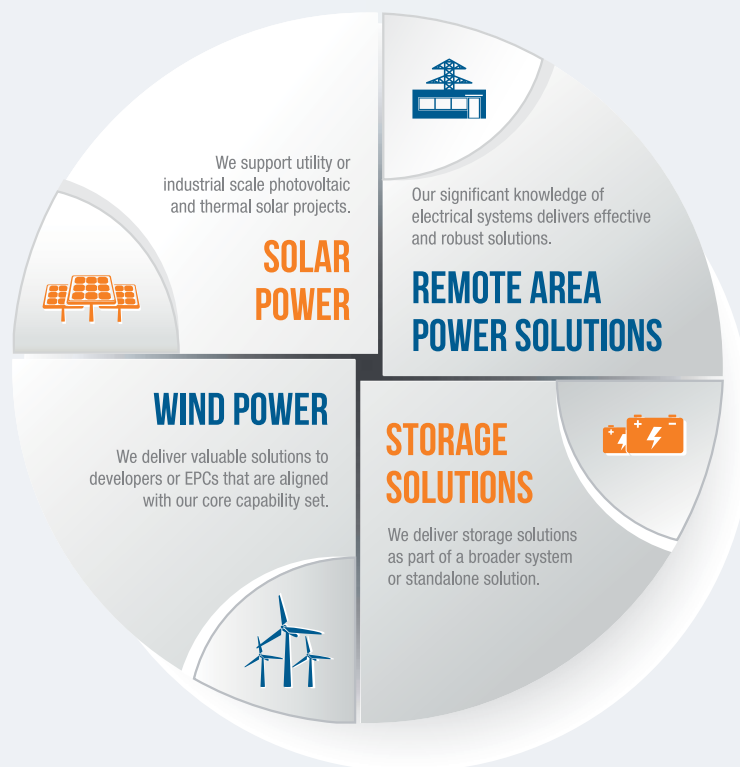 We support utility or
industrial scale photovoltaic
and thermal solar projects.
SOLAR
POWER
Our significant knowledge of
electrical systems delivers effective
and robust solutions.
REMOTE AREA
POWER SOLUTIONS
WIND POWER
We deliver valuable solutions to
developers or EPCs that are aligned
with our core capability set.
STORAGE
SOLUTIONS
We deliver storage solutions
as part of a broader system
or standalone solution.